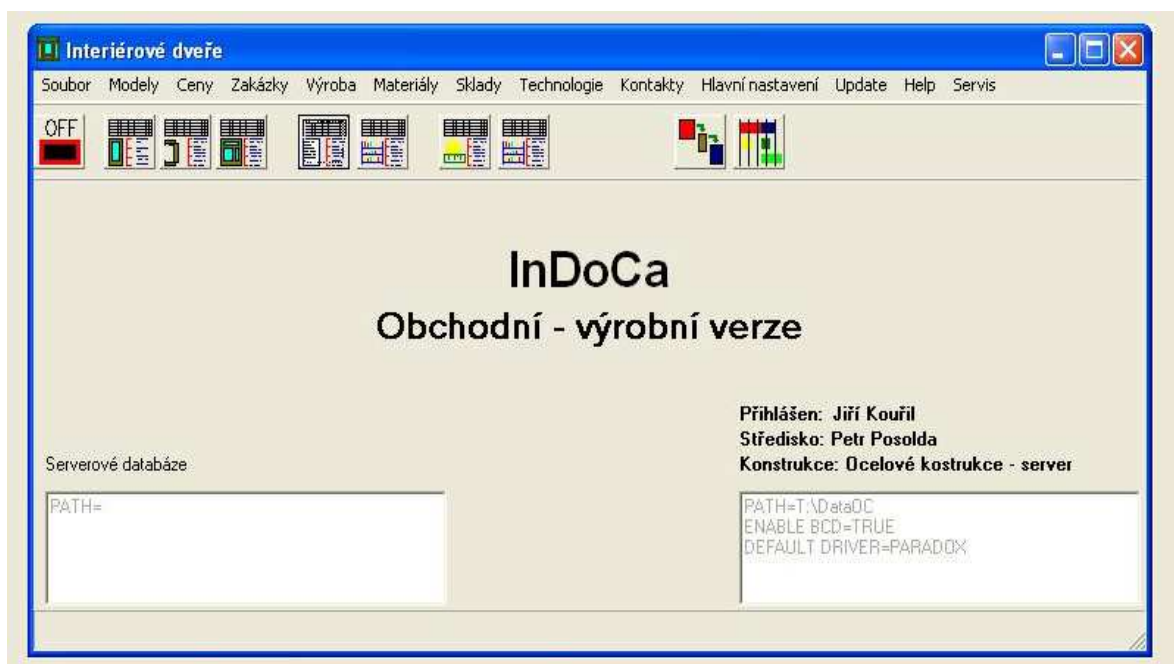 Interiérové dveře
Soubor Modely Ceny Zakázky Výroba Materiály Sklady Technologie Kontakty Hlavní nastavení Update Help Servis
OFF
InDoCa
Obchodní - výrobní verze
Přihlášen: Jiří Kouřil
Středisko: Petr Posolda
Serverové databáze
Konstrukce: Ocelové kostrukce - server
PATH=
PATH=T:\DataOC
ENABLE BCD=TRUE
DEFAULT DRIVER=PARADOX